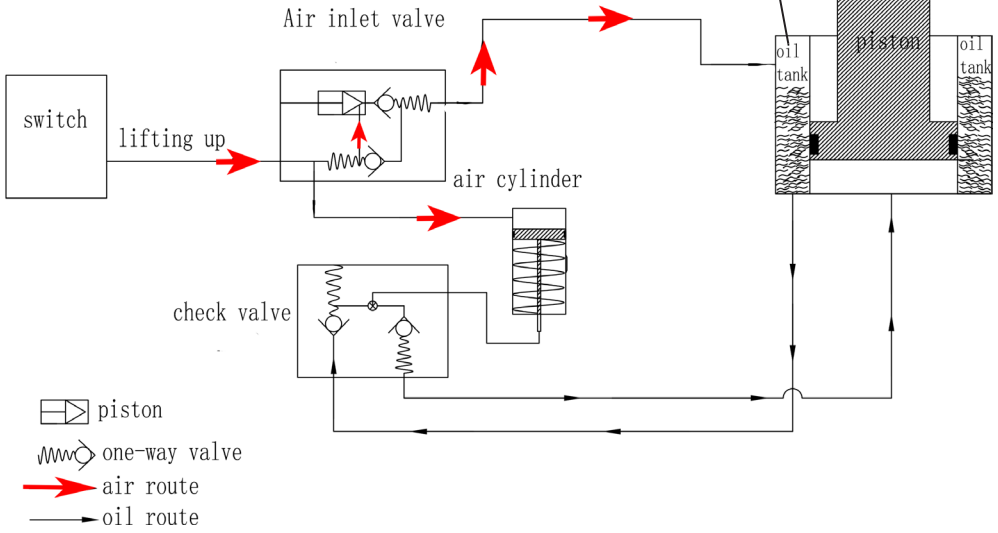 Air inlet valve
piston
oil
tank
oil
tank
switch
lifting up
air cylinder
check valve
piston
one-way valve
air route
oil route